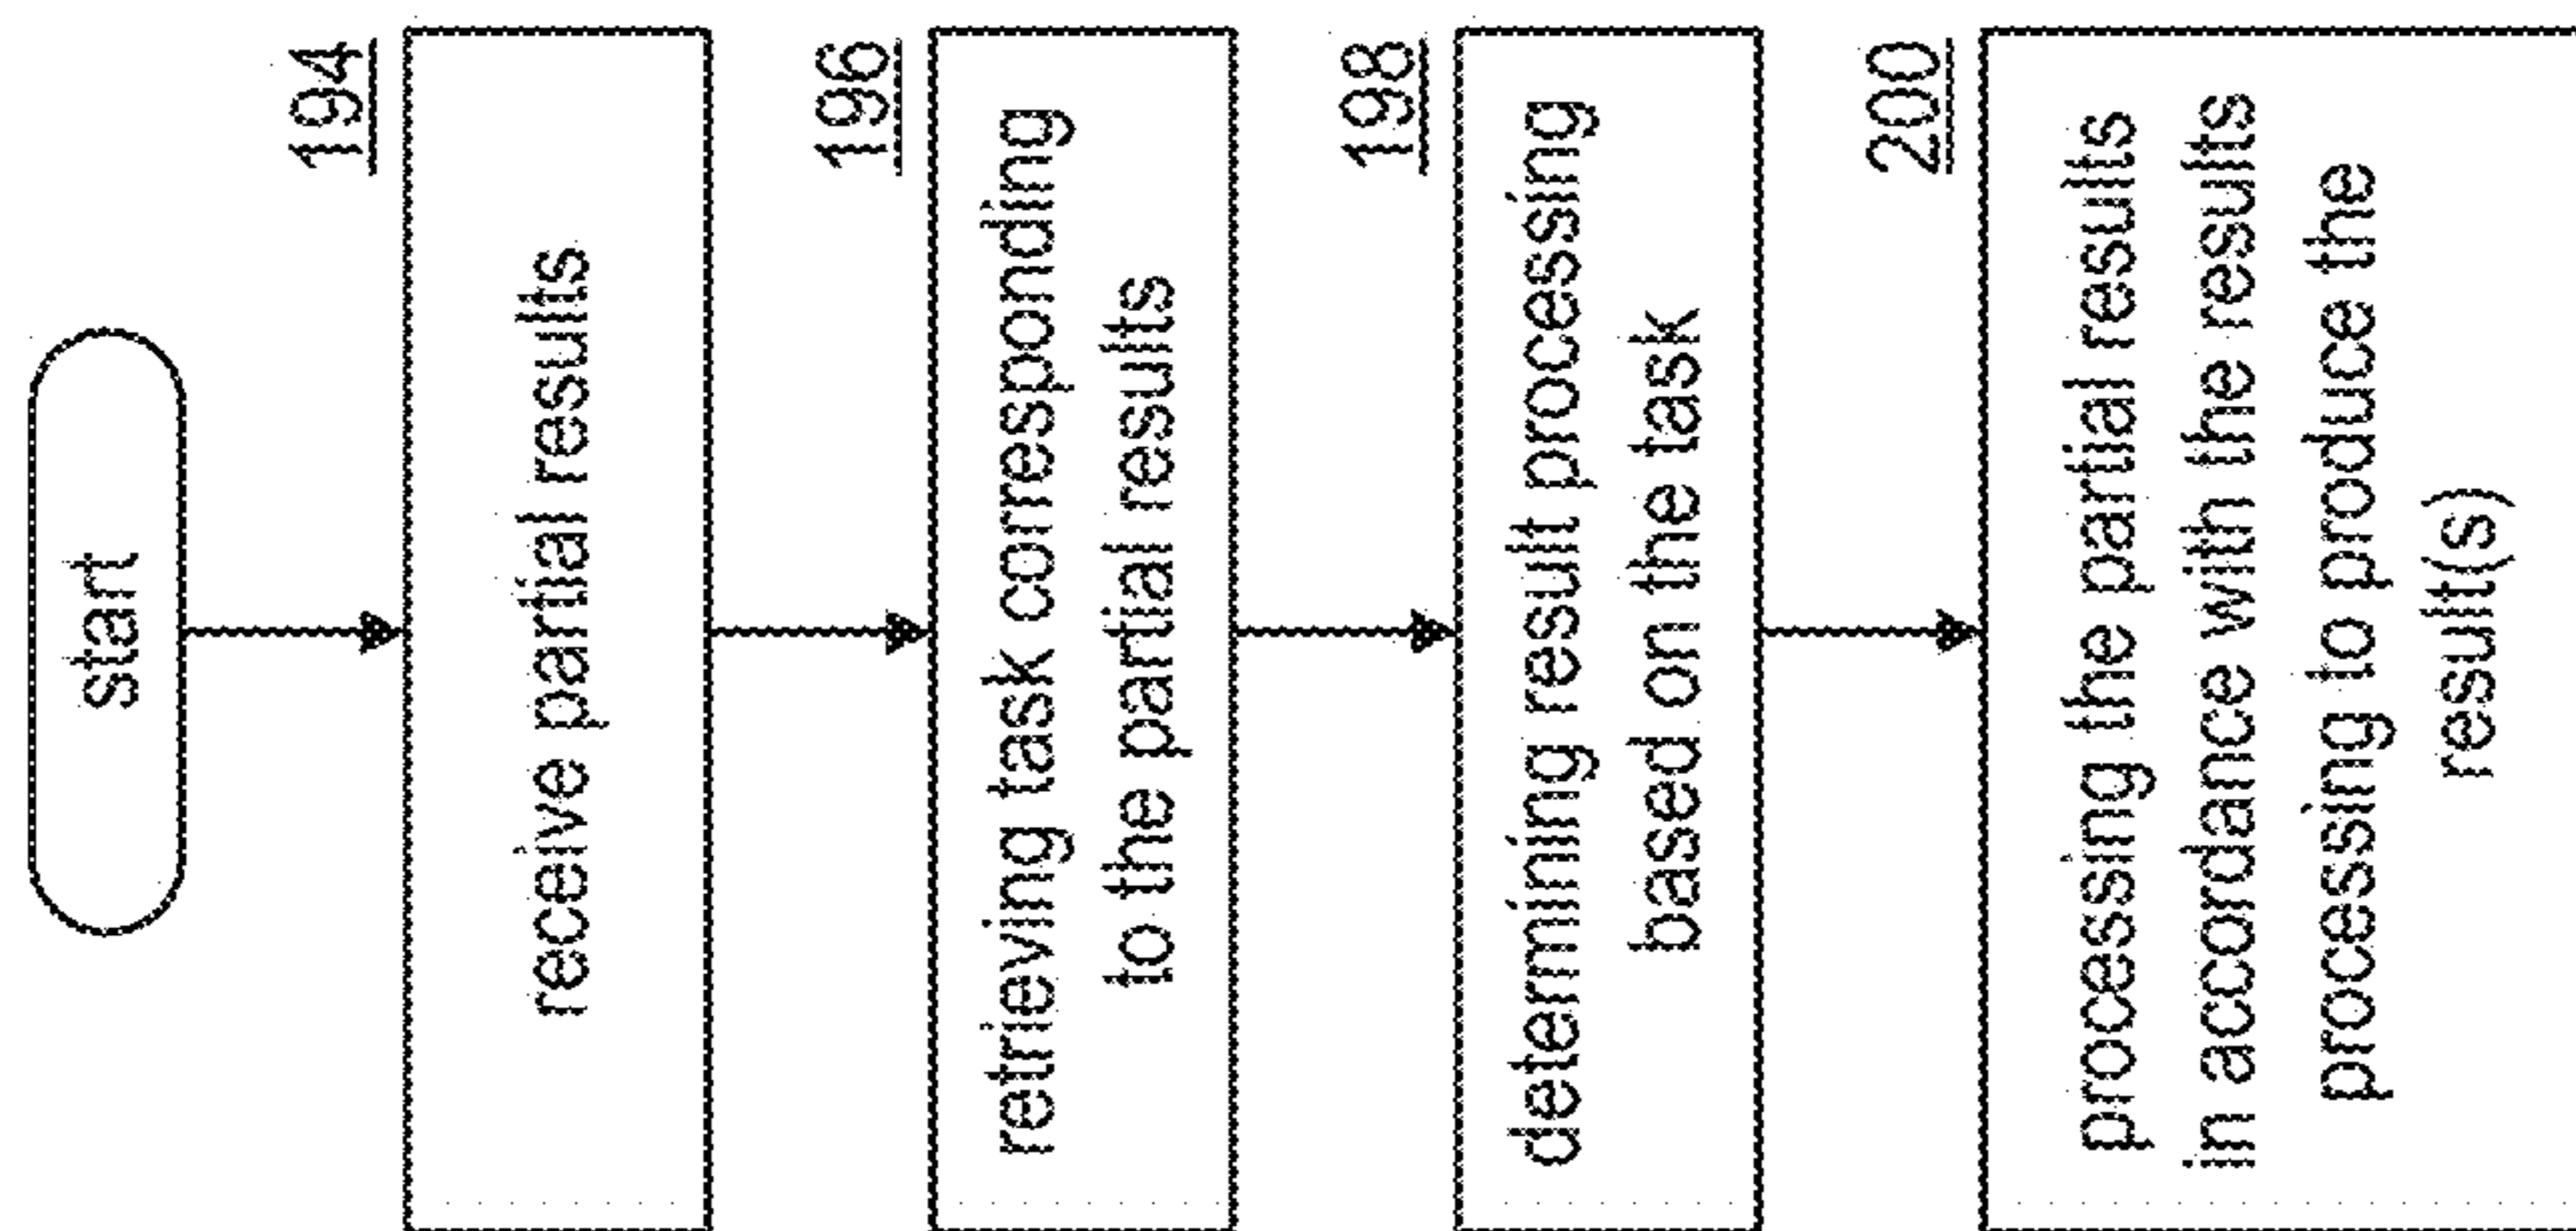 start
194
receive partial results
196
retrieving task corresponding
to the partial results
198
determining result processing
based on the task
200
processing the partial results
in accordance with the results
processing to produce the
result(s)